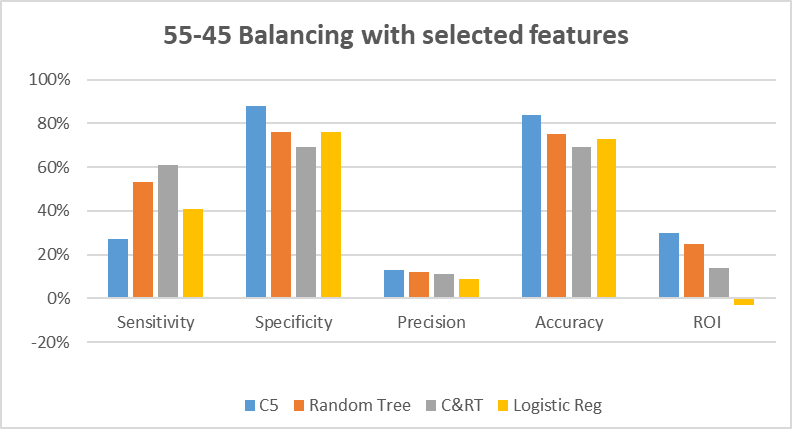 55-45 Balancing with selected features
100%
80%
60%
40%
20%
0%
-20%
Sensitivity Specificity Precision Accuracy ROI
C5 Random Tree C&RT Logistic Reg